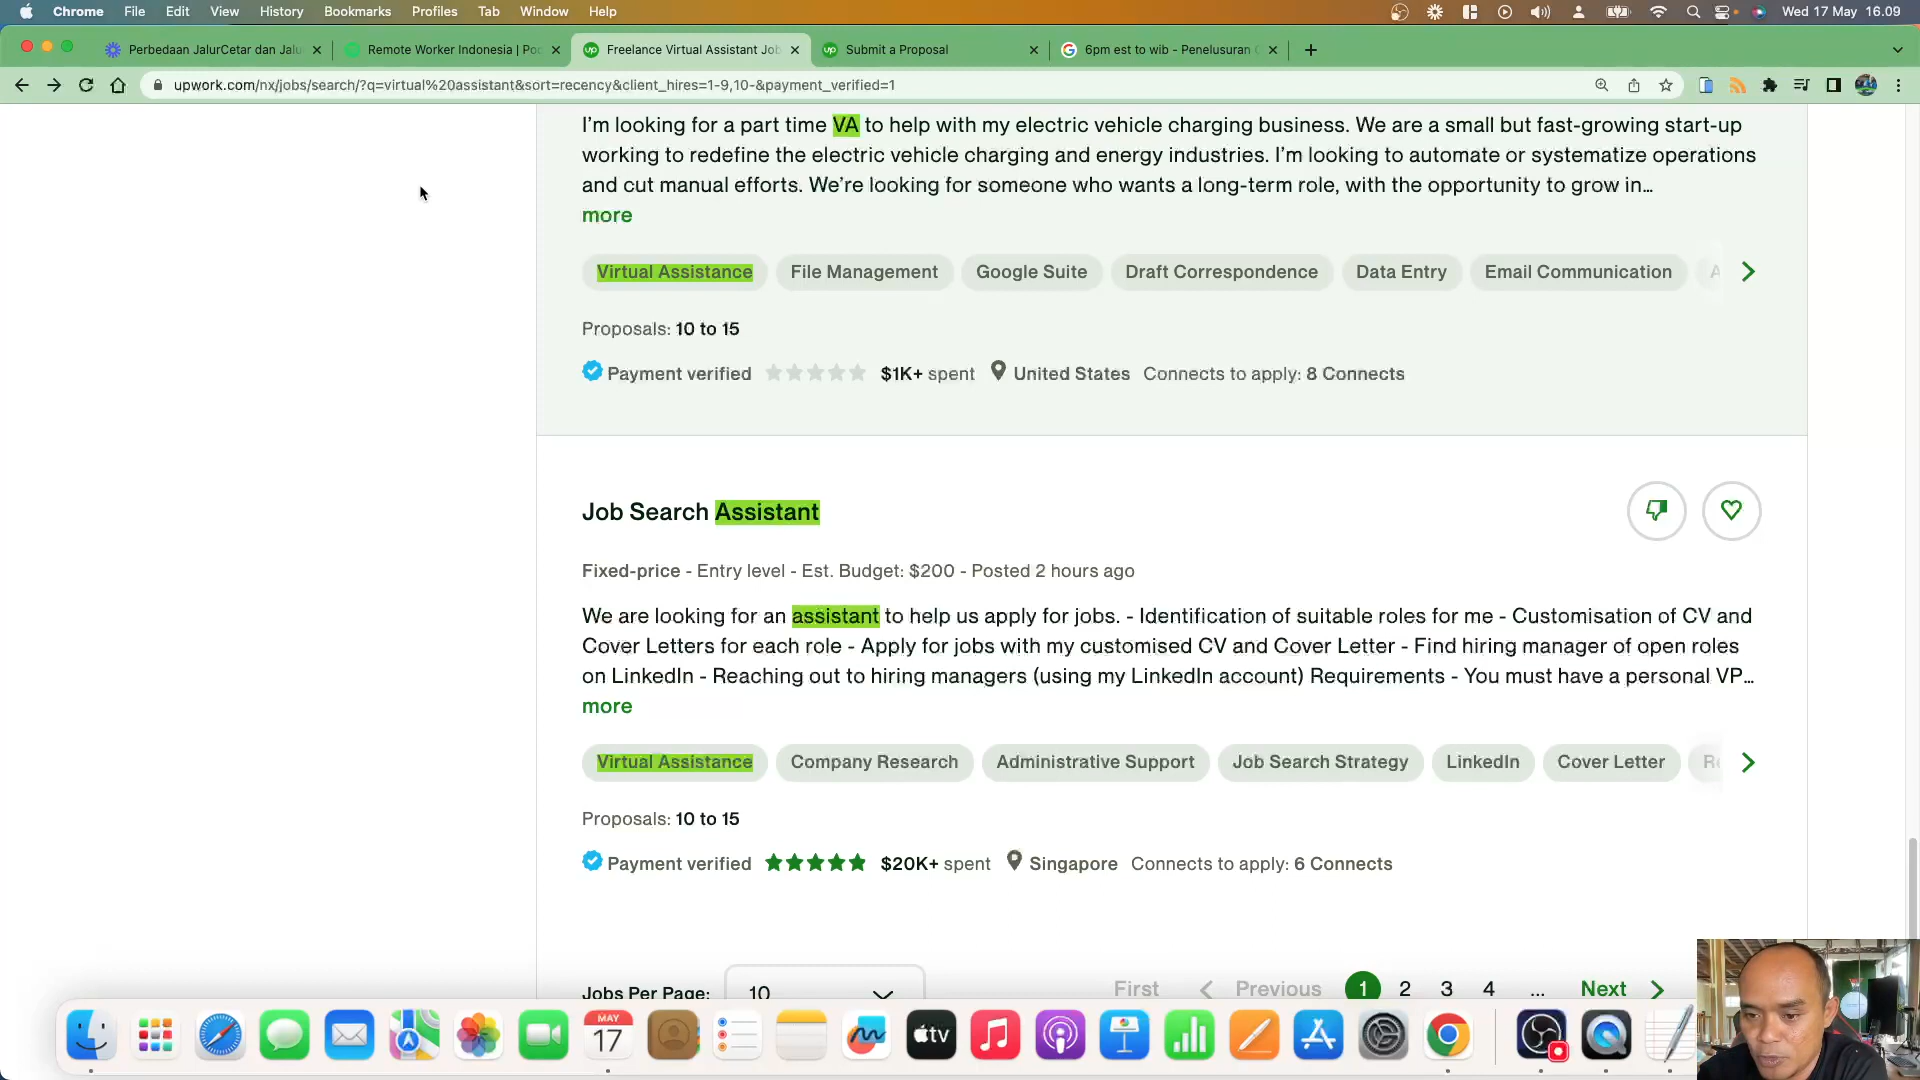 Chrome File Edit View History Bookmarks Profiles Tab Window Help Wed 17 May 16.09
Perbedaan JalurCetar dan Jalu Remote Worker Indonesia | Poc Freelance Virtual Assistant Job Submit a Proposal 6pm est to wib - Penelusuran
upwork.com/nx/jobs/search/?q=virtual%20assistant&sort=recency&client_hires=1-9,10-&payment_verified=1
I'm looking for a part time VA to help with my electric vehicle charging business. We are a small but fast-growing start-up
working to redefine the electric vehicle charging and energy industries. I'm looking to automate or systematize operations
and cut manual efforts. We're looking for someone who wants a long-term role, with the opportunity to grow in…
more
Virtual Assistance File Management Google Suite Draft Correspondence Data Entry Email Communication A
Proposals: 10 to 15
Payment verified $1K+ spent United States Connects to apply: 8 Connects
Job Search Assistant
Fixed-price - Entry level - Est. Budget: $200 - Posted 2 hours ago
We are looking for an assistant to help us apply for jobs. - Identification of suitable roles for me - Customisation of CV and
Cover Letters for each role - Apply for jobs with my customised CV and Cover Letter - Find hiring manager of open roles
on LinkedIn - Reaching out to hiring managers (using my LinkedIn account) Requirements - You must have a personal VP…
more
Virtual Assistance Company Research Administrative Support Job Search Strategy LinkedIn Cover Letter Re
Proposals: 10 to 15
Payment verified $20K+ spent Singapore Connects to apply: 6 Connects
Jobs Per Page: 10 First Previous 1 2 3 4 ... Next
MAY
17
tv